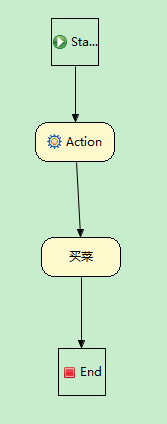 Sta...
Action
买菜
End